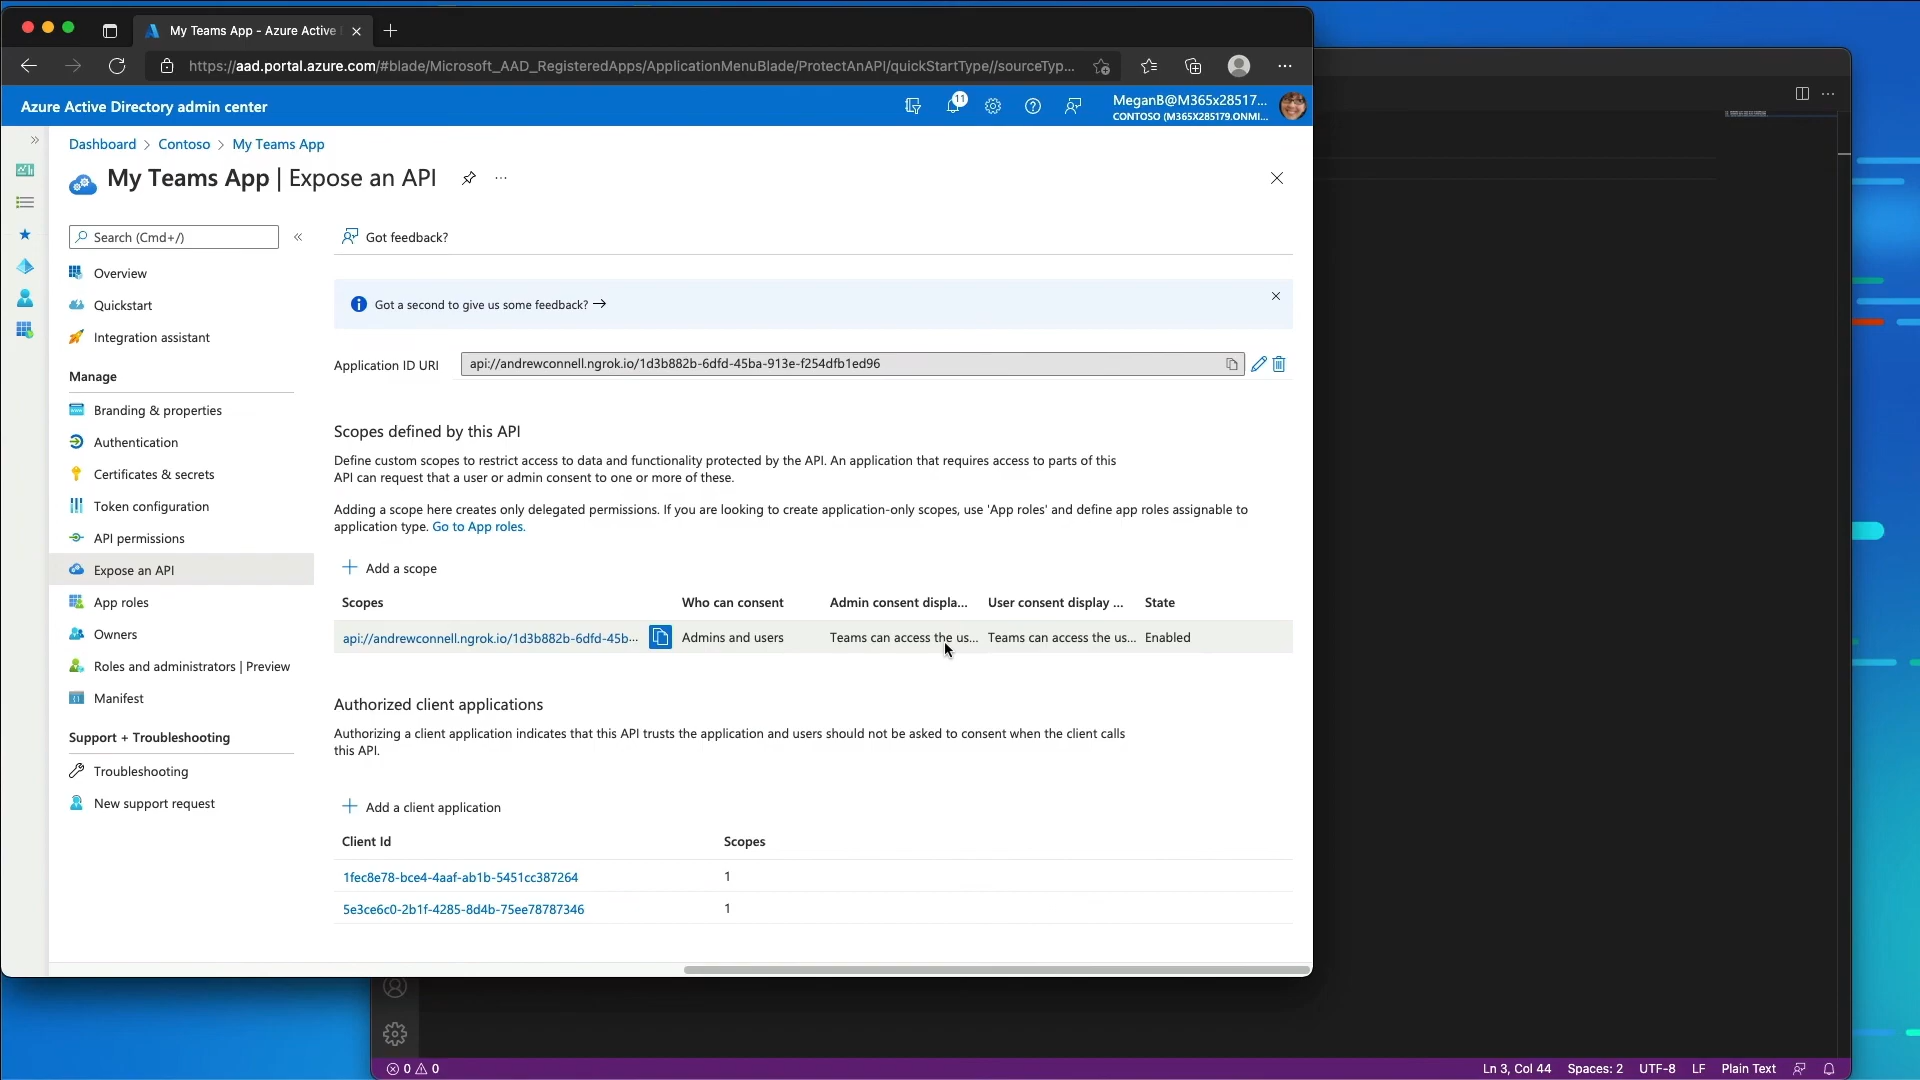 My Teams App - Azure Active
https://aad.portal.azure.com/#blade/Microsoft_AAD_RegisteredApps/ApplicationMenuBlade/ProtectAnAPI/quickStartType//sourceTyp...
Azure Active Directory admin center
11
MeganB@M365x28517...
CONTOSO (M365X285179.ONMI...
Dashboard > Contoso > My Teams App
My Teams App | Expose an API
Search (Cmd+/)
Overview
Quickstart
Integration assistant
Manage
Branding & properties
Authentication
Certificates & secrets
Token configuration
API permissions
Expose an API
App roles
Owners
Roles and administrators | Preview
Manifest
Support + Troubleshooting
Troubleshooting
New support request
Got feedback?
Got a second to give us some feedback? →
Application ID URI
api://andrewconnell.ngrok.io/1d3b882b-6dfd-45ba-913e-f254dfb1ed96
Scopes defined by this API
Define custom scopes to restrict access to data and functionality protected by the API. An application that requires access to parts of this
API can request that a user or admin consent to one or more of these.
Adding a scope here creates only delegated permissions. If you are looking to create application-only scopes, use 'App roles' and define app roles assignable to
application type. Go to App roles.
Add a scope
Scopes Who can consent Admin consent displa... User consent display ... State
api://andrewconnell.ngrok.io/1d3b882b-6dfd-45b... Admins and users Teams can access the us... Teams can access the us... Enabled
Authorized client applications
Authorizing a client application indicates that this API trusts the application and users should not be asked to consent when the client calls
this API.
Add a client application
Client Id Scopes
1fec8e78-bce4-4aaf-ab1b-5451cc387264 1
5e3ce6c0-2b1f-4285-8d4b-75ee78787346 1
0 0
Ln 3, Col 44 Spaces: 2 UTF-8 LF Plain Text